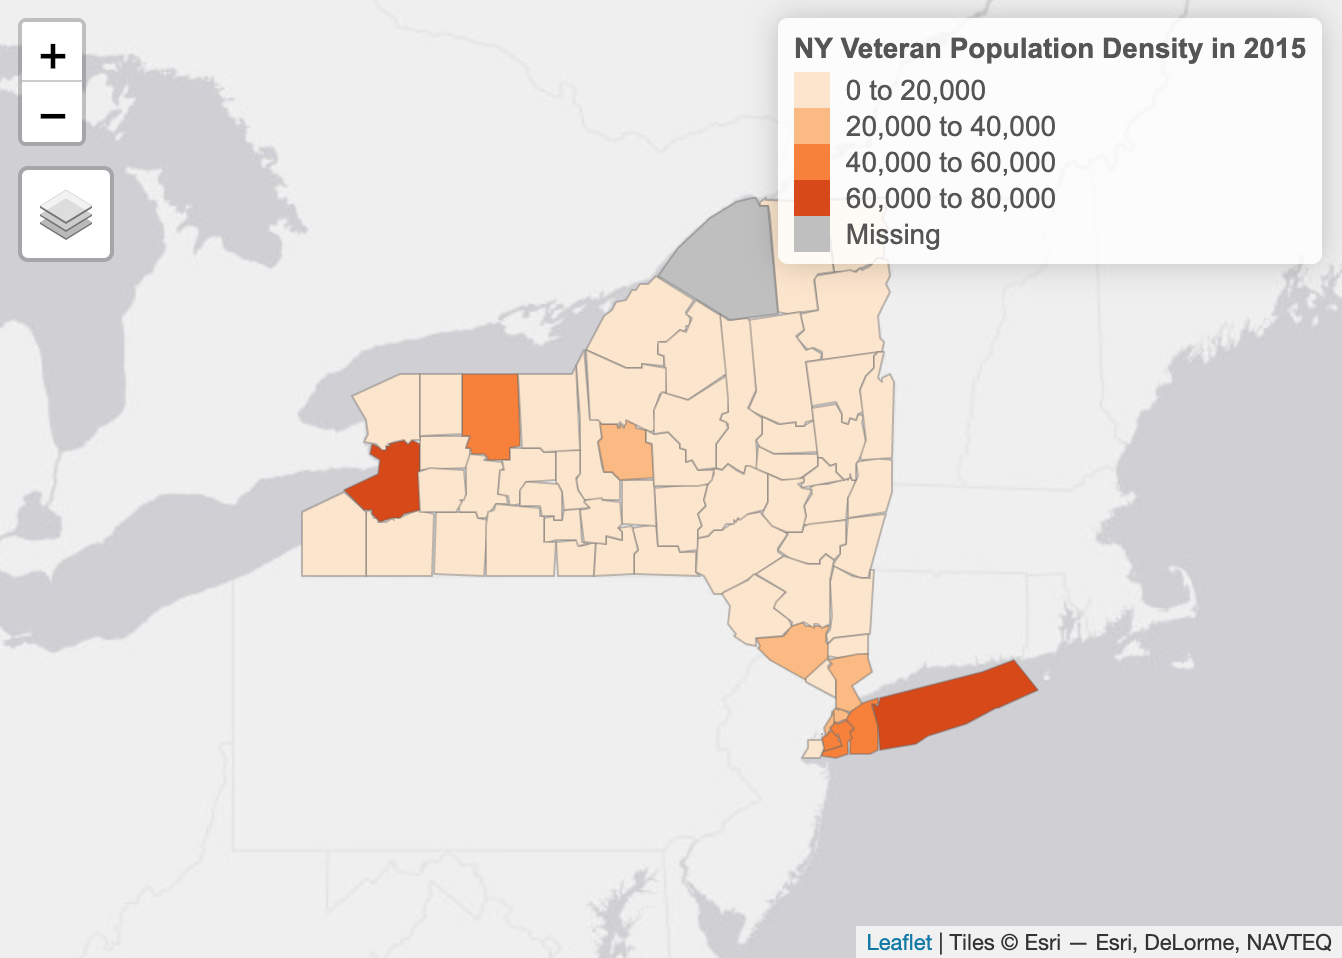 +
−
NY Veteran Population Density in 2015
0 to 20,000
20,000 to 40,000
40,000 to 60,000
60,000 to 80,000
Missing
Leaflet | Tiles © Esri — Esri, DeLorme, NAVTEQ